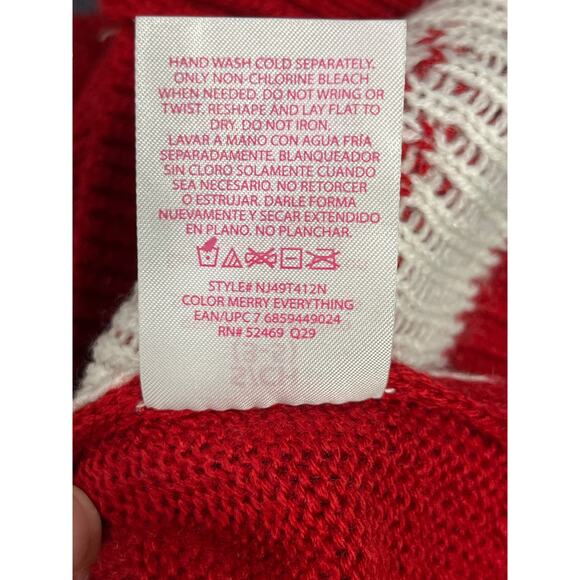 HAND WASH COLD SEPARATELY.
ONLY NON-CHLORINE BLEACH
WHEN NEEDED. DO NOT WRING OR
TWIST. RESHAPE AND LAY FLAT TO
DRY. DO NOT IRON.
LAVAR A MANO CON AGUA FRÍA
SEPARADAMENTE. BLANQUEADOR
SIN CLORO SOLAMENTE CUANDO
SEA NECESARIO. NO RETORCER
O ESTRUJAR. DARLE FORMA
NUEVAMENTE Y SECAR EXTENDIDO
EN PLANO. NO PLANCHAR.
STYLE# NJ49T412N
COLOR MERRY EVERYTHING
EAN/UPC 7 6859449024
RN# 52469 Q29